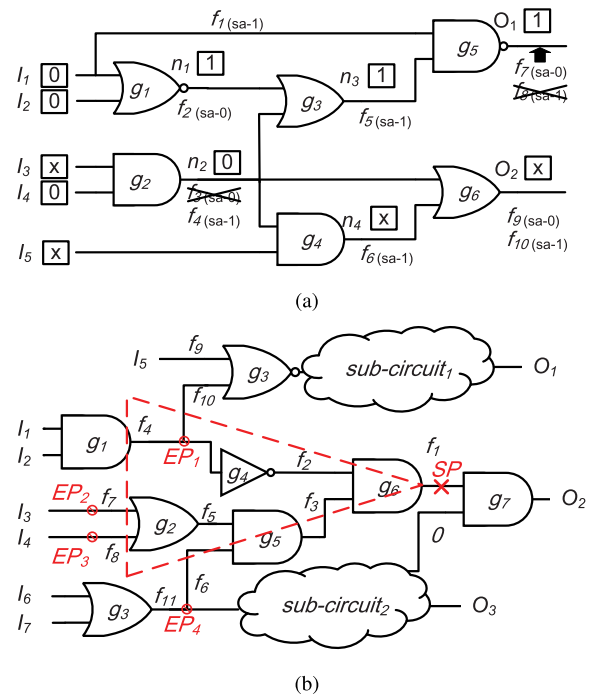 f1(sa-1)
O1 1
I1 0
n1 1
g5
n3 1
g1
g3
f7(sa-0)
f8(sa-1)
I2 0
f2(sa-0)
f5(sa-1)
I3 x
n2 0
O2 x
g2
g6
I4 0
f3(sa-0)
f4(sa-1)
n4 x
g4
f9(sa-0)
f10(sa-1)
I5 x
f6(sa-1)
(a)
I5 f9
g3
sub-circuit1
O1
f10
I1
f4
g1
I2
EP1
g4
f2
f1
SP
g6
g7
O2
EP2 f7
I3
g2
f5
f3
I4
EP3 f8
g5
0
f6
I6
g3
f11
I7
EP4
sub-circuit2
O3
(b)